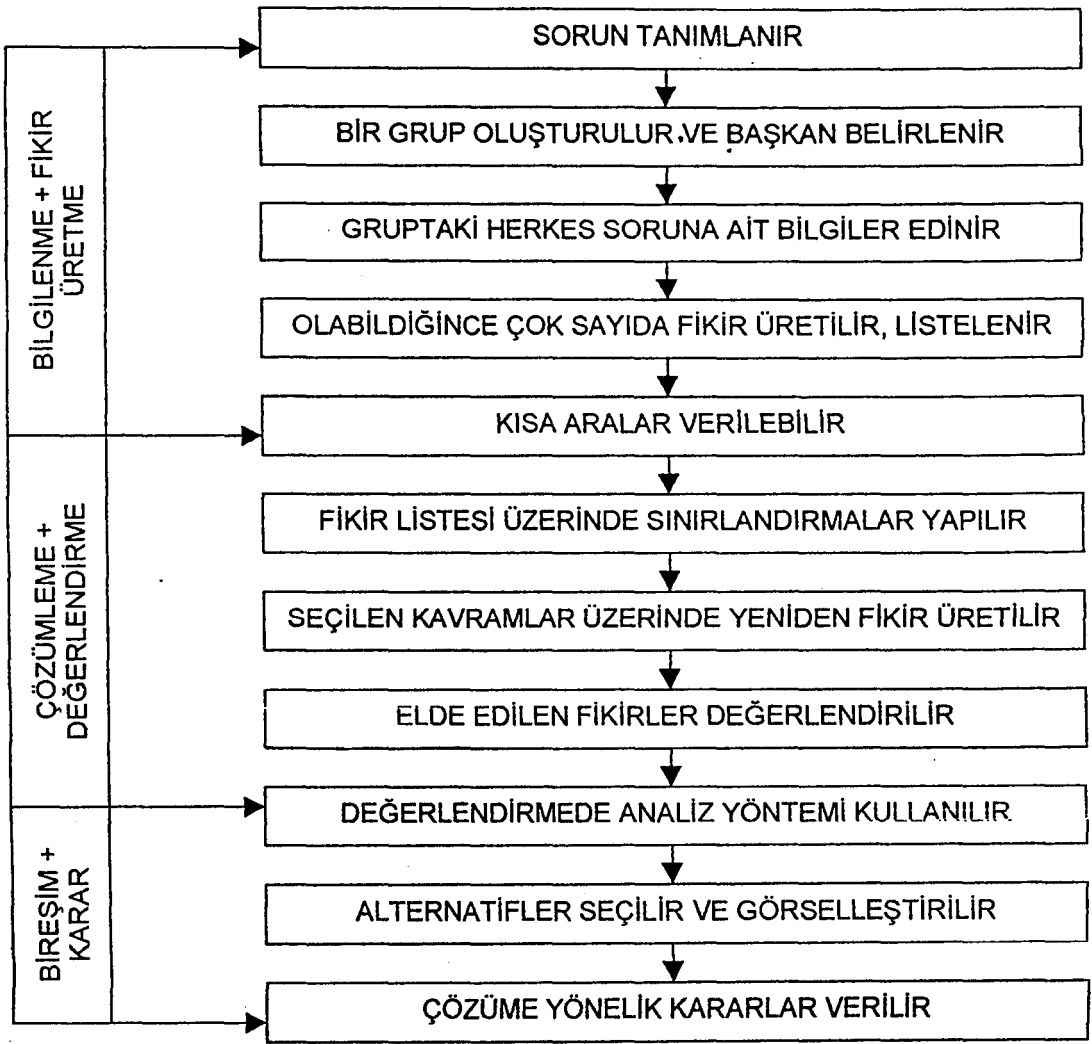 SORUN TANIMLANIR
BİR GRUP OLUŞTURULUR VE BAŞKAN BELİRLENİR
GRUPTAKİ HERKES SORUNA AİT BİLGİLER EDİNİR
OLABİLDİĞİNCE ÇOK SAYIDA FİKİR ÜRETİLİR, LİSTELENİR
KISA ARALAR VERİLEBİLİR
FİKİR LİSTESİ ÜZERİNDE SINIRLANDIRMALAR YAPILIR
SEÇİLEN KAVRAMLAR ÜZERİNDE YENİDEN FİKİR ÜRETİLİR
ELDE EDİLEN FİKİRLER DEĞERLENDİRİLİR
DEĞERLENDİRMEDE ANALİZ YÖNTEMİ KULLANILIR
ALTERNATİFLER SEÇİLİR VE GÖRSELLEŞTİRİLİR
ÇÖZÜME YÖNELİK KARARLAR VERİLİR
BİLGİLENME + FİKİR
ÜRETME
ÇÖZÜMLEME +
DEĞERLENDİRME
BİREŞİM +
KARAR